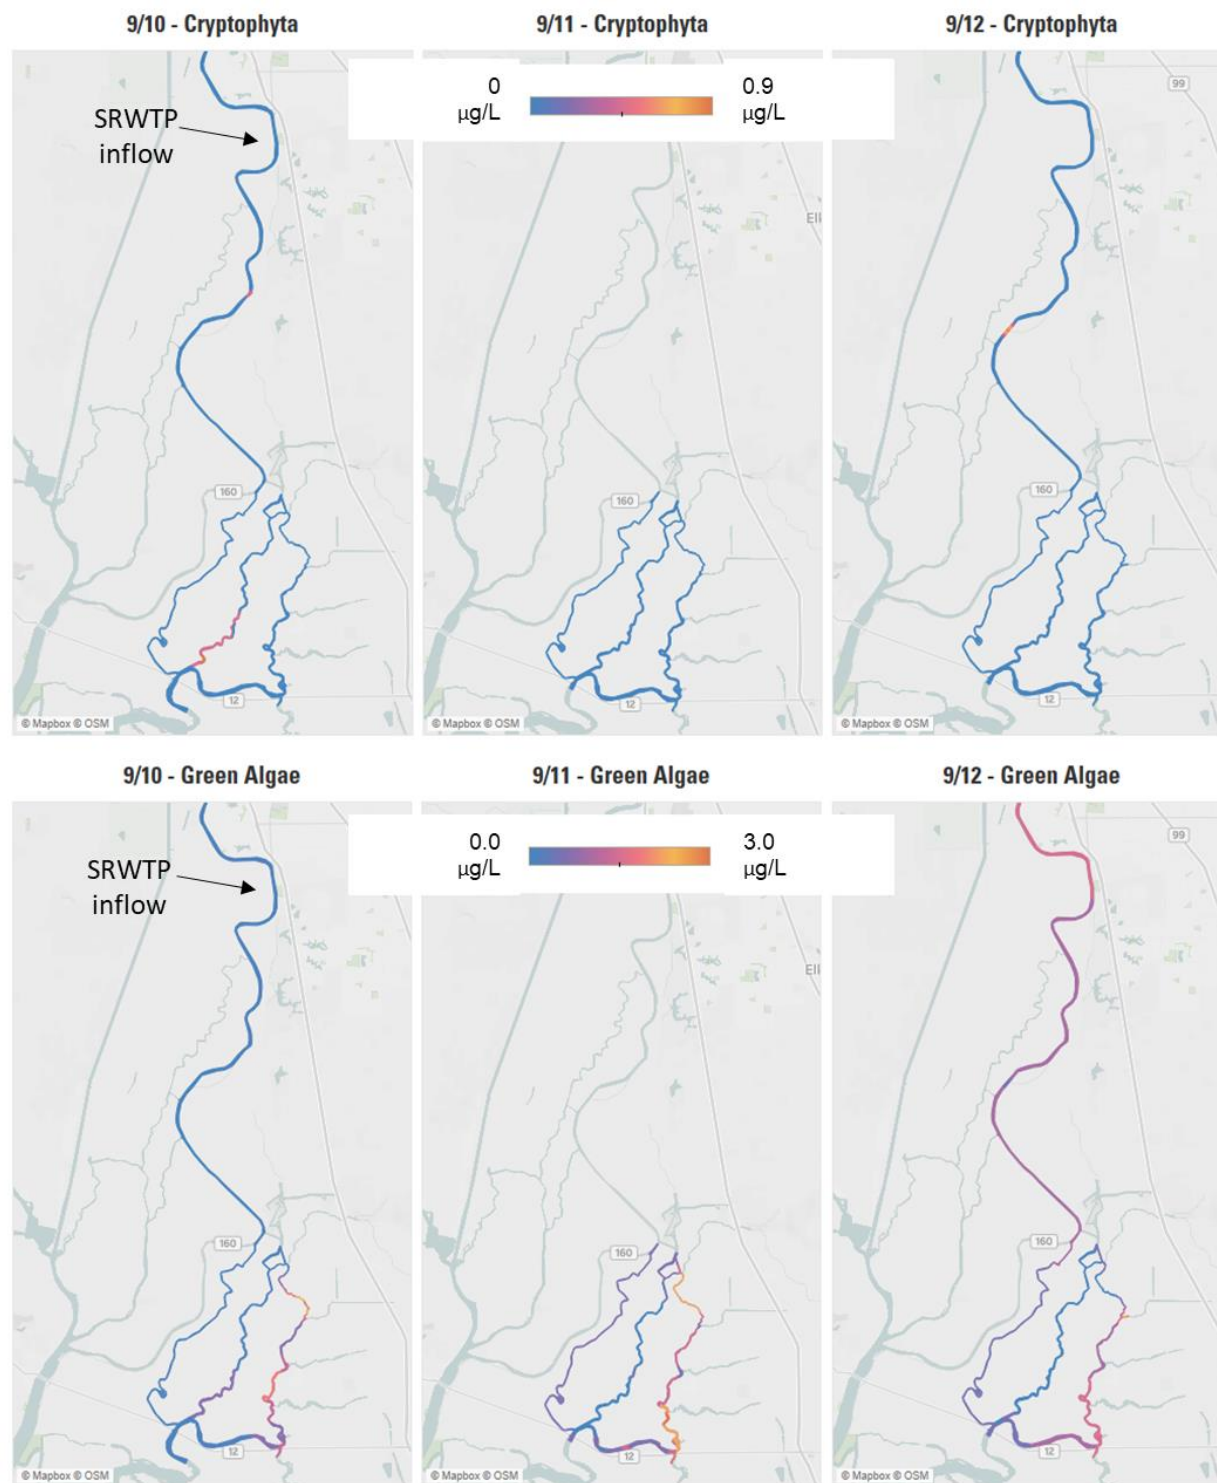 9/10 - Cryptophyta
9/11 - Cryptophyta
9/12 - Cryptophyta
SRWTP
inflow
0
µg/L
0.9
µg/L
99
160
160
160
12
12
12
© Mapbox © OSM
© Mapbox © OSM
© Mapbox © OSM
9/10 - Green Algae
9/11 - Green Algae
9/12 - Green Algae
SRWTP
inflow
0.0
µg/L
3.0
µg/L
99
160
160
160
12
12
12
© Mapbox © OSM
© Mapbox © OSM
© Mapbox © OSM